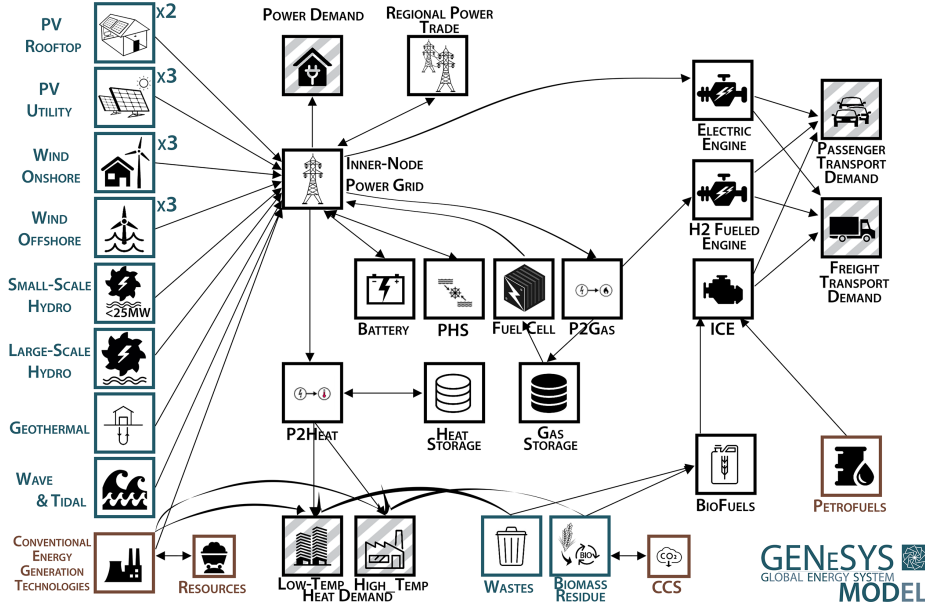 PV
Rooftop
x2
PV
Utility
x3
Wind
Onshore
x3
Wind
Offshore
x3
Small-Scale
Hydro
<25MW
Large-Scale
Hydro
Geothermal
Wave
& Tidal
Conventional
Energy
Generation
Technologies
Resources
Power Demand
Regional Power
Trade
Inner-Node
Power Grid
Battery
PHS
Fuel Cell
P2Gas
P2Heat
Heat
Storage
Gas
Storage
Low-Temp High Temp
Heat Demand
Electric
Engine
H2 Fueled
Engine
ICE
Passenger
Transport
Demand
Freight
Transport
Demand
BioFuels
Petrofuels
Wastes
BIO
Biomass
Residue
CO2
CCS
GENeSYS
GLOBAL ENERGY SYSTEM
MODEL